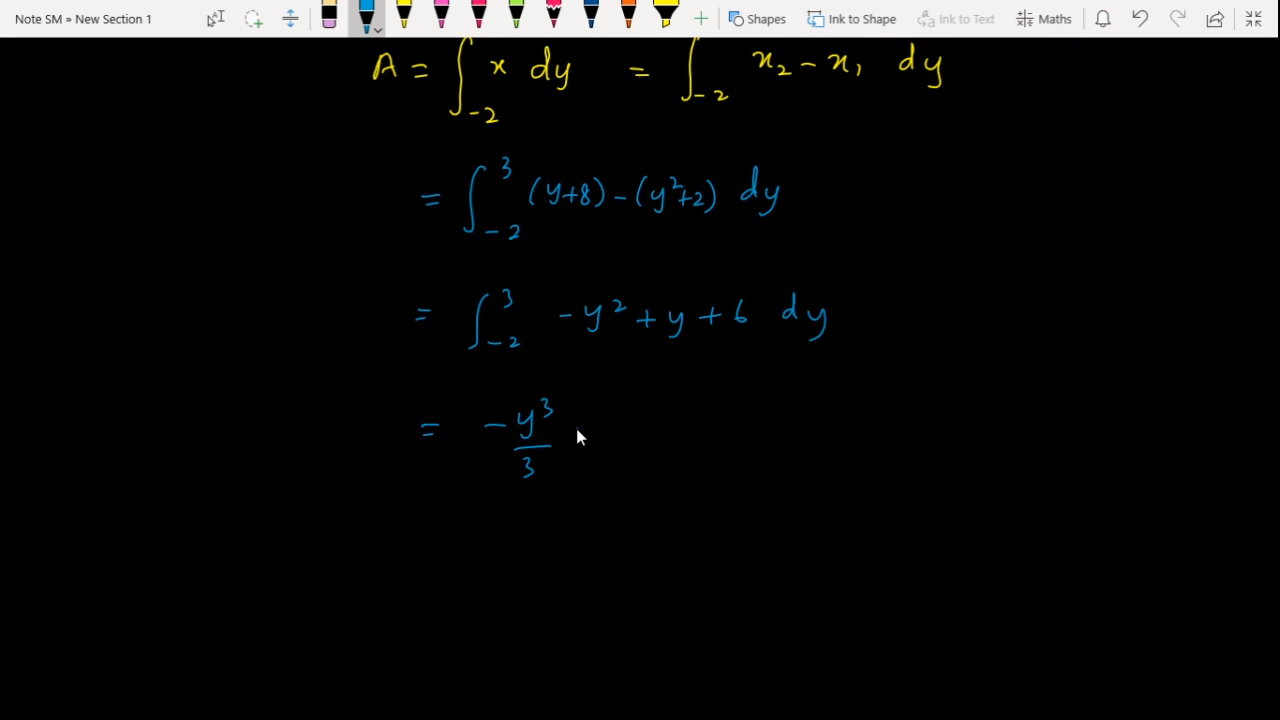 Note SM » New Section 1 Shapes Ink to Shape Ink to Text Maths
A = ∫₋₂ x dy = ∫₋₂ x₂ - x₁ dy
= ∫₋₂³ (y+8) - (y²+2) dy
= ∫₋₂³ -y² + y + 6 dy
= -y³/3